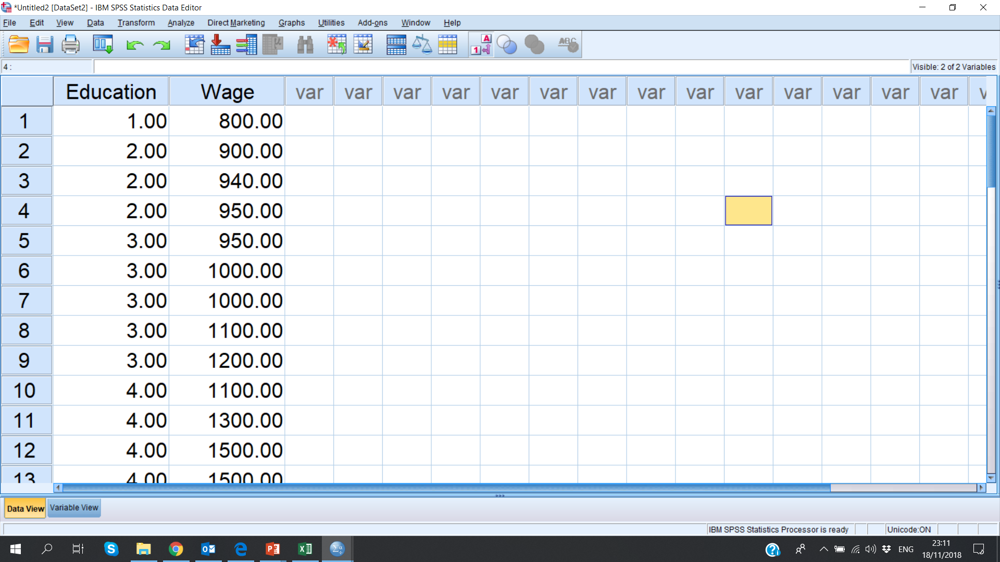 *Untitled2 [DataSet2] - IBM SPSS Statistics Data Editor
File Edit View Data Transform Analyze Direct Marketing Graphs Utilities Add-ons Window Help
4 : Visible: 2 of 2 Variables
Education Wage var var var var var var var var var var var var var var v
1 1.00 800.00
2 2.00 900.00
3 2.00 940.00
4 2.00 950.00
5 3.00 950.00
6 3.00 1000.00
7 3.00 1000.00
8 3.00 1100.00
9 3.00 1200.00
10 4.00 1100.00
11 4.00 1300.00
12 4.00 1500.00
13 4.00 1500.00
Data View Variable View
IBM SPSS Statistics Processor is ready Unicode:ON
ENG 23:11
18/11/2018